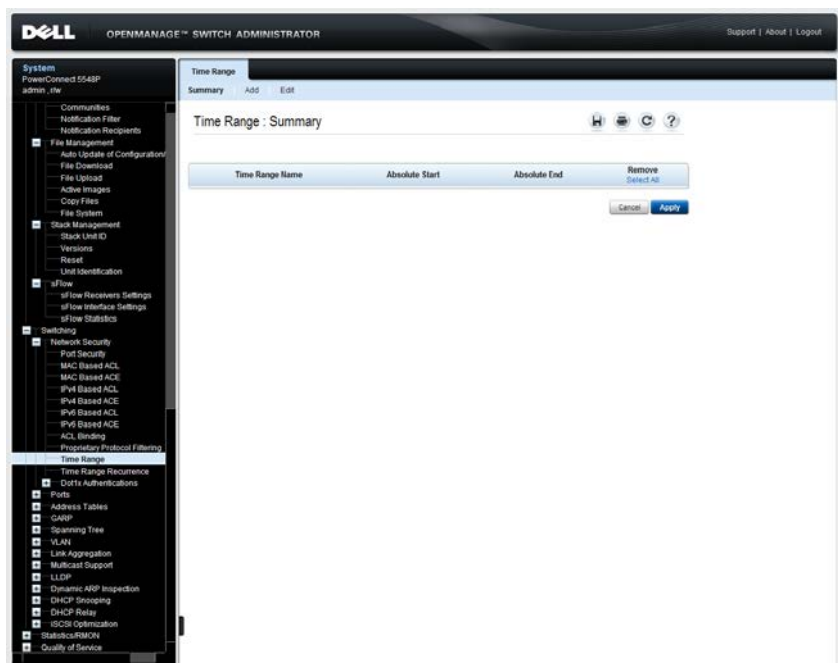 DELL
OPENMANAGE™ SWITCH ADMINISTRATOR
Support | About | Logout
System
PowerConnect 5548P
admin , r/w
Communities
Notification Filter
Notification Recipients
File Management
Auto Update of Configuration/
File Download
File Upload
Active Images
Copy Files
File System
Stack Management
Stack Unit ID
Versions
Reset
Unit Identification
sFlow
sFlow Receivers Settings
sFlow Interface Settings
sFlow Statistics
Switching
Network Security
Port Security
MAC Based ACL
MAC Based ACE
IPv4 Based ACL
IPv4 Based ACE
IPv6 Based ACL
IPv6 Based ACE
ACL Binding
Proprietary Protocol Filtering
Time Range
Time Range Recurrence
Dot1x Authentications
Ports
Address Tables
GARP
Spanning Tree
VLAN
Link Aggregation
Multicast Support
LLDP
Dynamic ARP Inspection
DHCP Snooping
DHCP Relay
iSCSI Optimization
Statistics/RMON
Quality of Service
Time Range
Summary Add Edit
Time Range : Summary
H C ?
Time Range Name Absolute Start Absolute End Remove
Select All
Cancel Apply